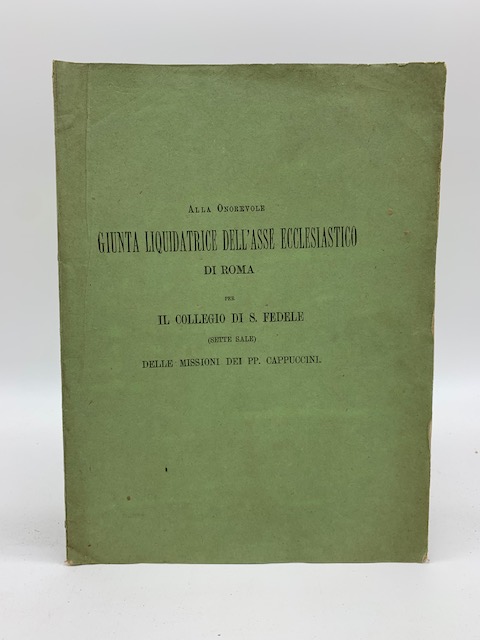 ALLA ONOREVOLE
GIUNTA LIQUIDATRICE DELL'ASSE ECCLESIASTICO
DI ROMA
PER
IL COLLEGIO DI S. FEDELE
(SETTE SALE)
DELLE MISSIONI DEI PP. CAPPUCCINI.